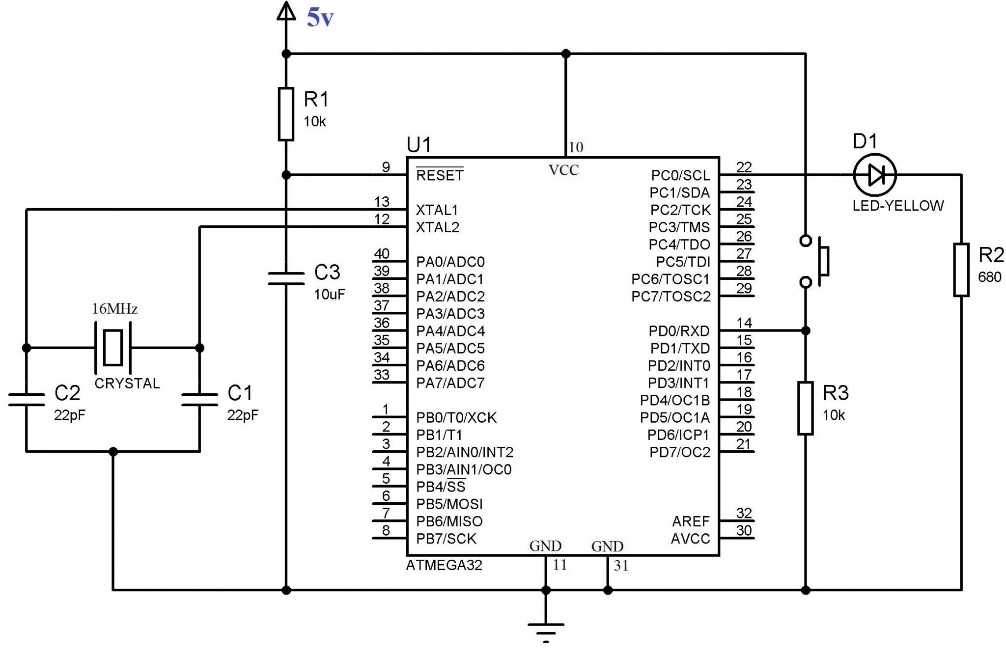 5v
R1
10k
U1
10
VCC
D1
LED-YELLOW
9
RESET
13
XTAL1
12
XTAL2
40
PA0/ADC0
39
PA1/ADC1
38
PA2/ADC2
37
PA3/ADC3
36
PA4/ADC4
35
PA5/ADC5
34
PA6/ADC6
33
PA7/ADC7
1
PB0/T0/XCK
2
PB1/T1
3
PB2/AIN0/INT2
4
PB3/AIN1/OC0
5
PB4/SS
6
PB5/MOSI
7
PB6/MISO
8
PB7/SCK
PC0/SCL
22
PC1/SDA
23
PC2/TCK
24
PC3/TMS
25
PC4/TDO
26
PC5/TDI
27
PC6/TOSC1
28
PC7/TOSC2
29
PD0/RXD
14
PD1/TXD
15
PD2/INT0
16
PD3/INT1
17
PD4/OC1B
18
PD5/OC1A
19
PD6/ICP1
20
PD7/OC2
21
AREF
32
AVCC
30
GND
11
GND
31
ATMEGA32
C3
10uF
16MHz
CRYSTAL
C2
22pF
C1
22pF
R2
680
R3
10k